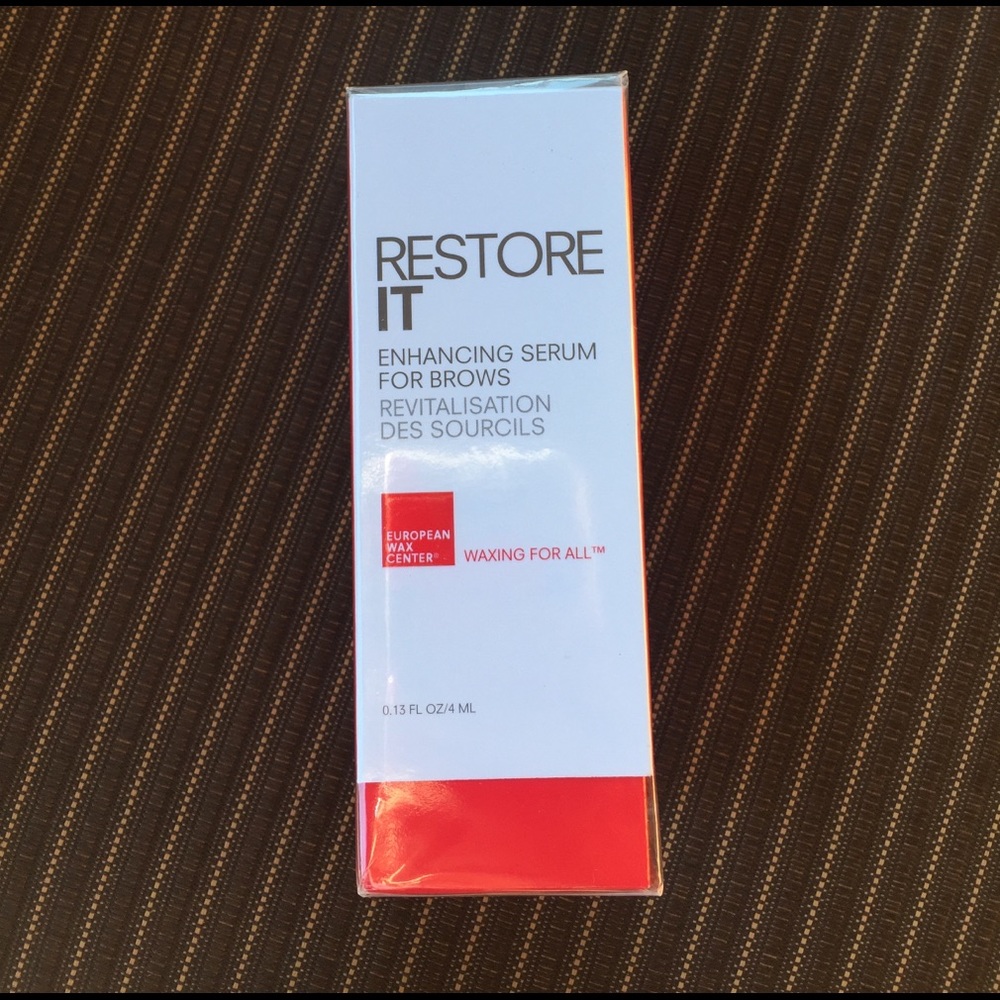 RESTORE
IT
ENHANCING SERUM
FOR BROWS
REVITALISATION
DES SOURCILS
EUROPEAN
WAX
CENTER®
WAXING FOR ALL™
0.13 FL OZ/4 ML